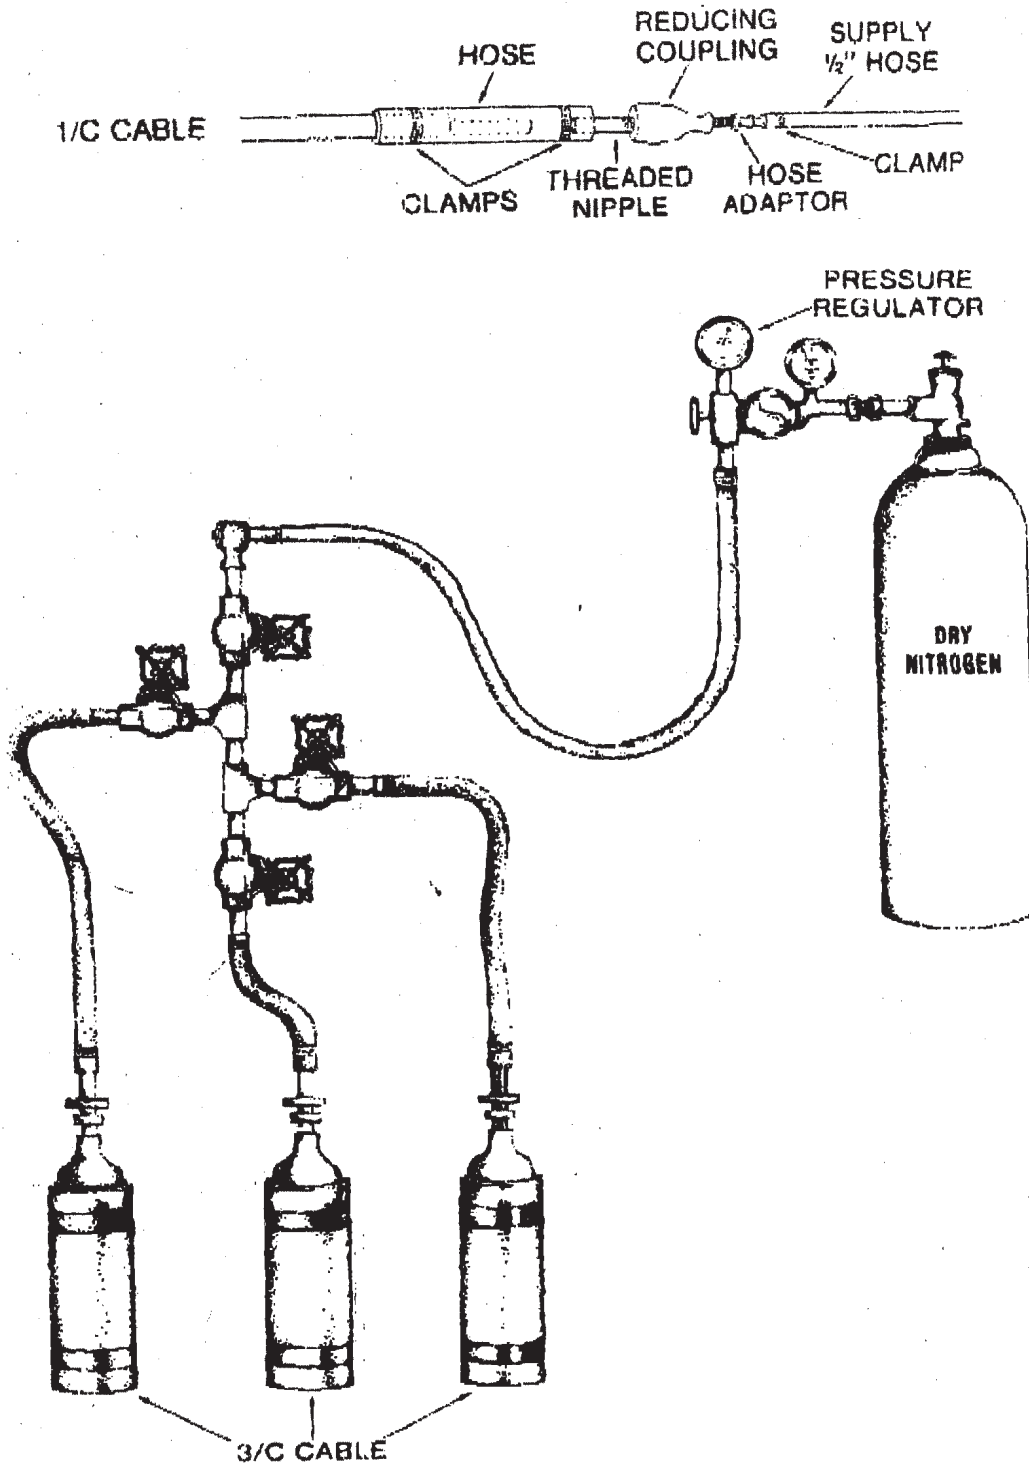 REDUCING
COUPLING
SUPPLY
½" HOSE
HOSE
1/C CABLE
CLAMP
CLAMPS
THREADED
NIPPLE
HOSE
ADAPTOR
PRESSURE
REGULATOR
DRY
NITROGEN
3/C CABLE